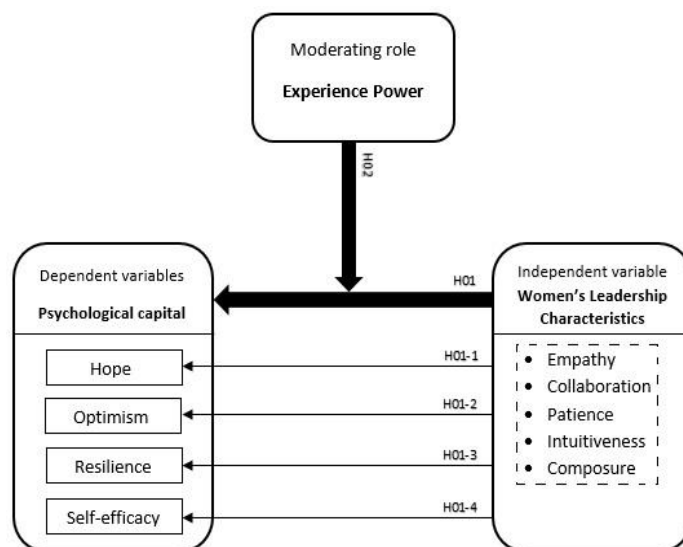 Moderating role
Experience Power
H02
Dependent variables
Psychological capital
H01
Independent variable
Women's Leadership
Characteristics
Hope
H01-1
Optimism
H01-2
Resilience
H01-3
Self-efficacy
H01-4
• Empathy
• Collaboration
• Patience
• Intuitiveness
• Composure